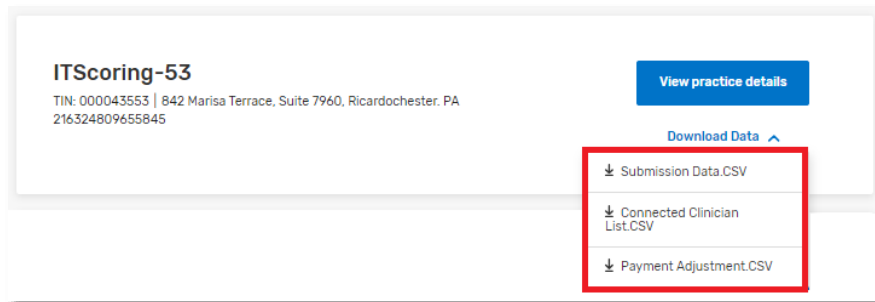 ITScoring-53
View practice details
TIN: 000043553 | 842 Marisa Terrace, Suite 7960, Ricardochester. PA
216324809655845
Download Data
Submission Data.CSV
Connected Clinician
List.CSV
Payment Adjustment.CSV